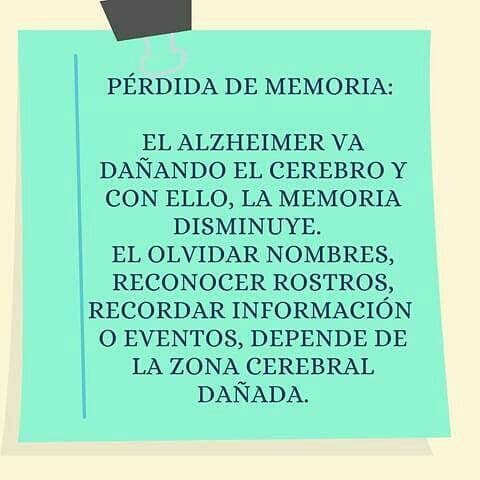 PÉRDIDA DE MEMORIA:
EL ALZHEIMER VA
DAÑANDO EL CEREBRO Y
CON ELLO, LA MEMORIA
DISMINUYE.
EL OLVIDAR NOMBRES,
RECONOCER ROSTROS,
RECORDAR INFORMACIÓN
O EVENTOS, DEPENDE DE
LA ZONA CEREBRAL
DAÑADA.